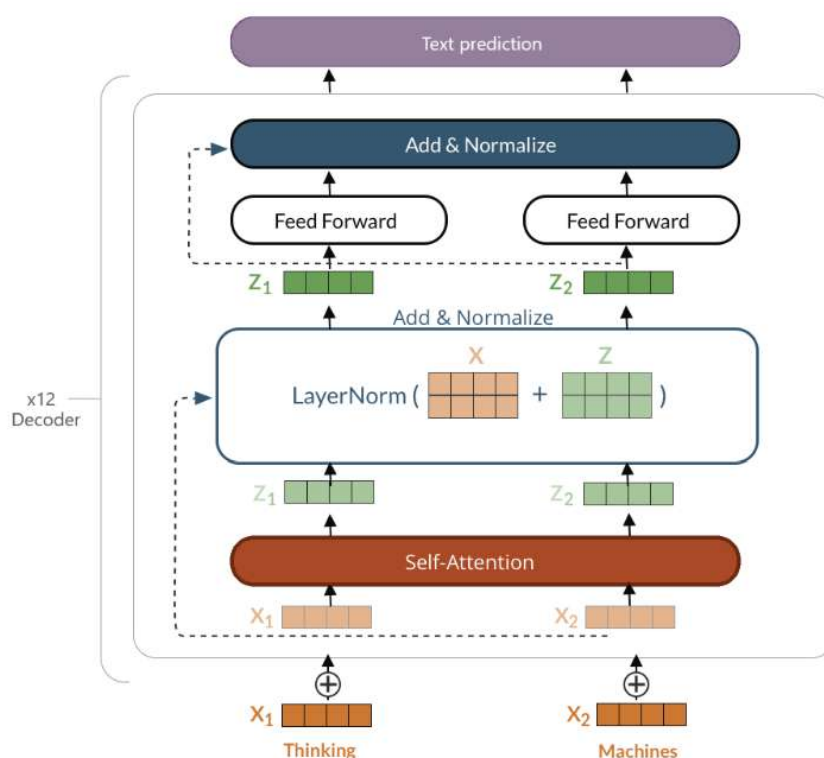 Text prediction
Add & Normalize
Feed Forward Feed Forward
Z1 Z2
Add & Normalize
X Z
LayerNorm ( + )
x12
Decoder
Z1 Z2
Self-Attention
X1 X2
X1 X2
Thinking Machines